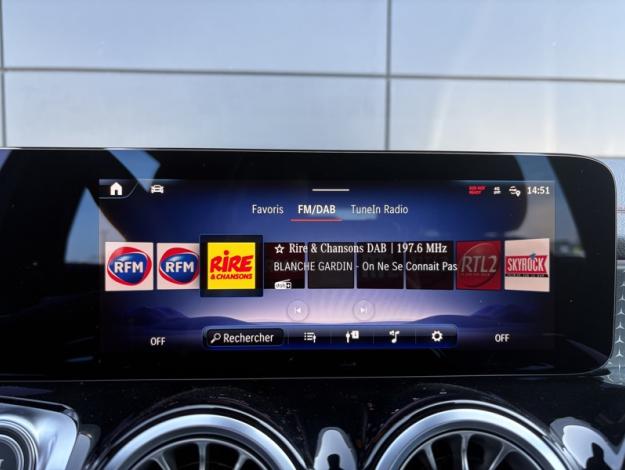 14:51
Favoris FM/DAB TuneIn Radio
RFM RFM RIRE & CHANSONS RTL2 SKYROCK
☆ Rire & Chansons DAB | 197.6 MHz
BLANCHE GARDIN - On Ne Se Connait Pas
OFF Rechercher OFF